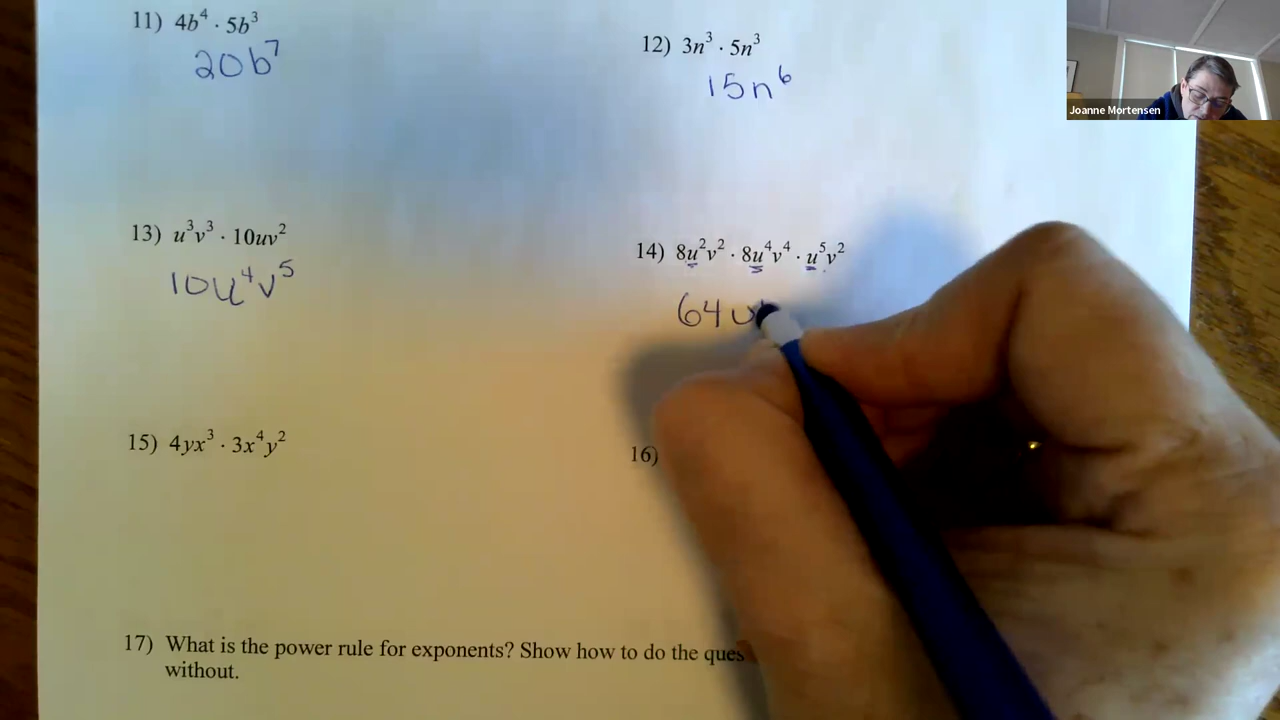 11) 4b⁴ · 5b³
20b⁷
12) 3n³ · 5n³
15n⁶
Joanne Mortensen
13) u³v³ · 10uv²
10u⁴v⁵
14) 8u²v² · 8u⁴v⁴ · u⁵v²
64u
15) 4yx³ · 3x⁴y²
16)
17) What is the power rule for exponents? Show how to do the ques
without.